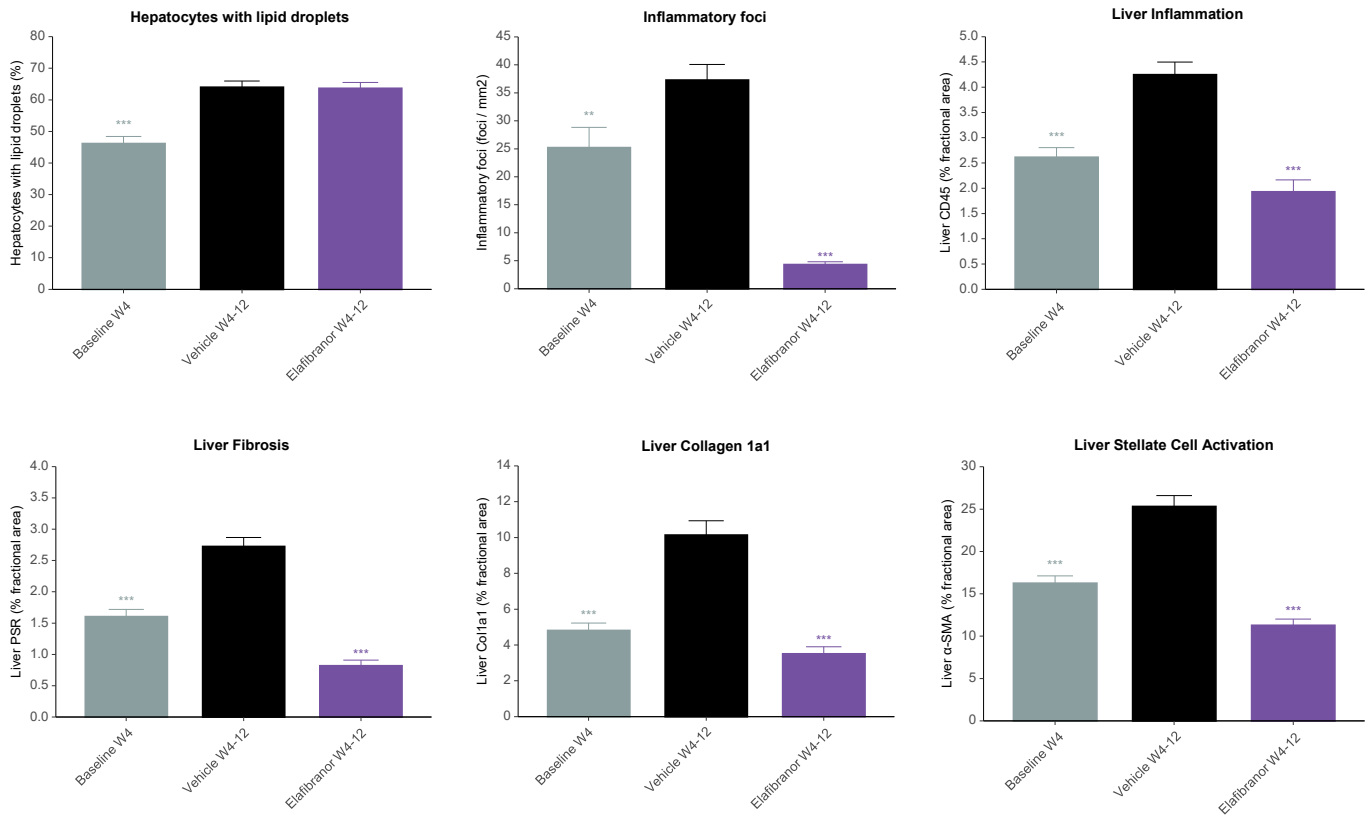 Hepatocytes with lipid droplets
Hepatocytes with lipid droplets (%)
90
80
70
60
50
40
30
20
10
0
***
Baseline W4
Vehicle W4-12
Elafibranor W4-12
Inflammatory foci
Inflammatory foci (foci / mm2)
45
40
35
30
25
20
15
10
5
0
**
***
Baseline W4
Vehicle W4-12
Elafibranor W4-12
Liver Inflammation
Liver CD45 (% fractional area)
5.0
4.5
4.0
3.5
3.0
2.5
2.0
1.5
1.0
0.5
0.0
***
***
Baseline W4
Vehicle W4-12
Elafibranor W4-12
Liver Fibrosis
Liver PSR (% fractional area)
4.0
3.5
3.0
2.5
2.0
1.5
1.0
0.5
0.0
***
***
Baseline W4
Vehicle W4-12
Elafibranor W4-12
Liver Collagen 1a1
Liver Col1a1 (% fractional area)
14
12
10
8
6
4
2
0
***
***
Baseline W4
Vehicle W4-12
Elafibranor W4-12
Liver Stellate Cell Activation
Liver α-SMA (% fractional area)
30
25
20
15
10
5
0
***
***
Baseline W4
Vehicle W4-12
Elafibranor W4-12